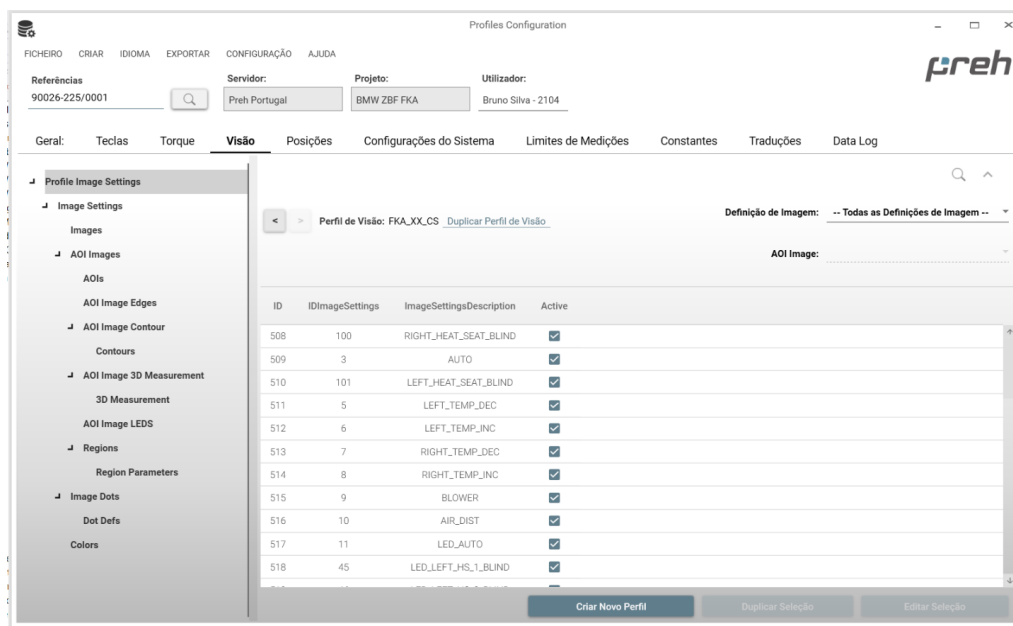 Profiles Configuration
FICHEIRO CRIAR IDIOMA EXPORTAR CONFIGURAÇÃO AJUDA
preh
Referências Servidor: Projeto: Utilizador:
90026-225/0001 Preh Portugal BMW ZBF FKA Bruno Silva - 2104
Geral: Teclas Torque Visão Posições Configurações do Sistema Limites de Medições Constantes Traduções Data Log
Profile Image Settings
Image Settings
Images
AOI Images
AOIs
AOI Image Edges
AOI Image Contour
Contours
AOI Image 3D Measurement
3D Measurement
AOI Image LEDS
Regions
Region Parameters
Image Dots
Dot Defs
Colors
< > Perfil de Visão: FKA_XX_CS Duplicar Perfil de Visão
Definição de Imagem: -- Todas as Definições de Imagem --
AOI Image:
ID IDImageSettings ImageSettingsDescription Active
508 100 RIGHT_HEAT_SEAT_BLIND
509 3 AUTO
510 101 LEFT_HEAT_SEAT_BLIND
511 5 LEFT_TEMP_DEC
512 6 LEFT_TEMP_INC
513 7 RIGHT_TEMP_DEC
514 8 RIGHT_TEMP_INC
515 9 BLOWER
516 10 AIR_DIST
517 11 LED_AUTO
518 45 LED_LEFT_HS_1_BLIND
Criar Novo Perfil Duplicar Seleção Editar Seleção